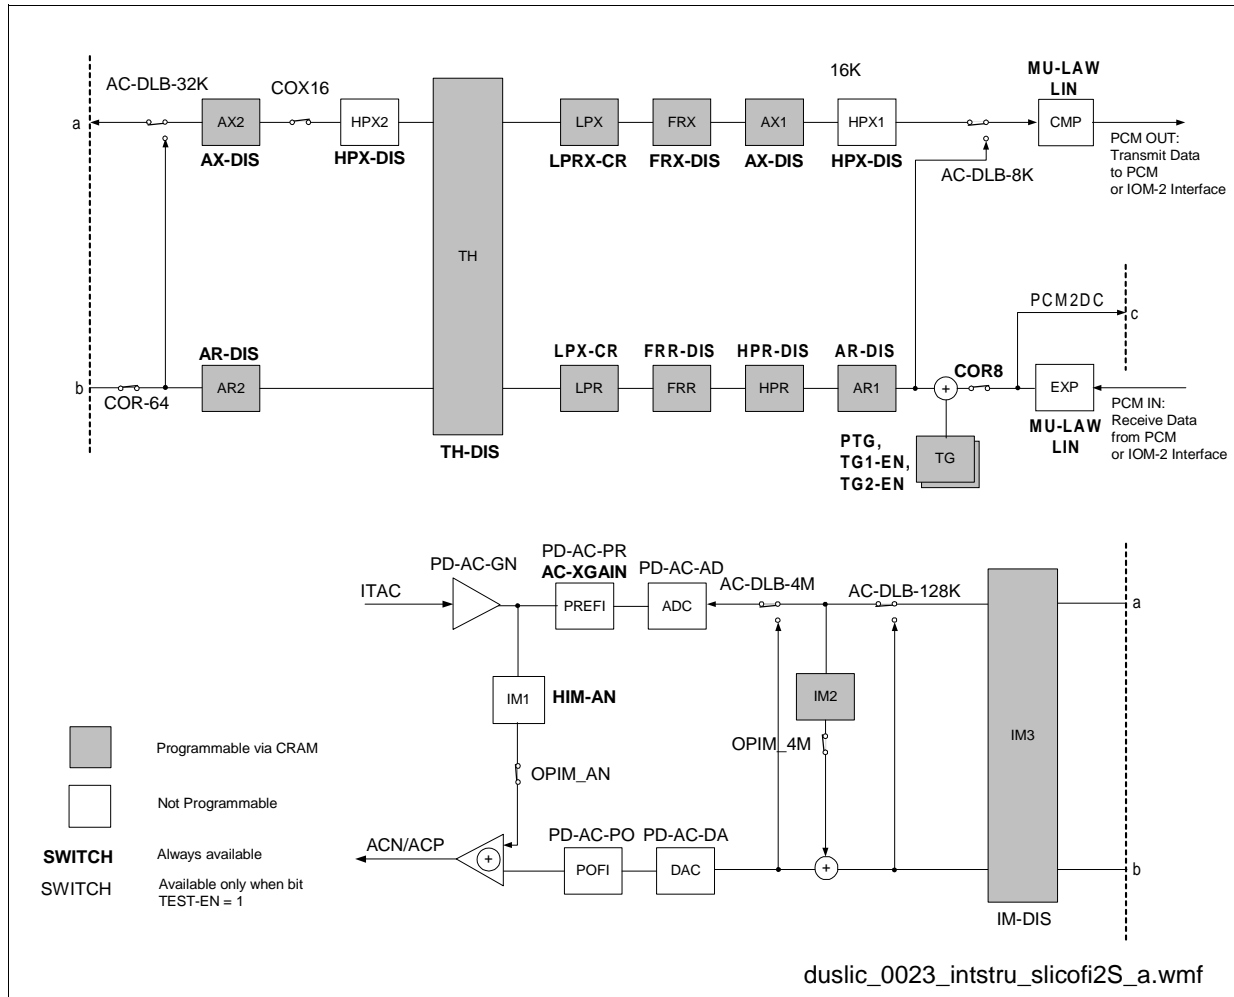 AC-DLB-32K
COX16
16K
MU-LAW
LIN
a
AX2
HPX2
LPX
FRX
AX1
HPX1
CMP
AX-DIS
HPX-DIS
LPRX-CR
FRX-DIS
AX-DIS
HPX-DIS
AC-DLB-8K
PCM OUT:
Transmit Data
to PCM
or IOM-2 Interface
TH
PCM2DC
c
AR-DIS
LPX-CR
FRR-DIS
HPR-DIS
AR-DIS
COR8
b
COR-64
AR2
LPR
FRR
HPR
AR1
+
EXP
PCM IN:
Receive Data
from PCM
or IOM-2 Interface
MU-LAW
LIN
TH-DIS
PTG,
TG1-EN,
TG2-EN
TG
PD-AC-GN
PD-AC-PR
AC-XGAIN
PD-AC-AD
AC-DLB-4M
AC-DLB-128K
ITAC
PREFI
ADC
a
IM1
HIM-AN
IM2
IM3
OPIM_4M
OPIM_AN
Programmable via CRAM
Not Programmable
SWITCH
Always available
SWITCH
Available only when bit
TEST-EN = 1
ACN/ACP
+
PD-AC-PO
PD-AC-DA
POFI
DAC
+
b
IM-DIS
duslic_0023_intstru_slicofi2S_a.wmf